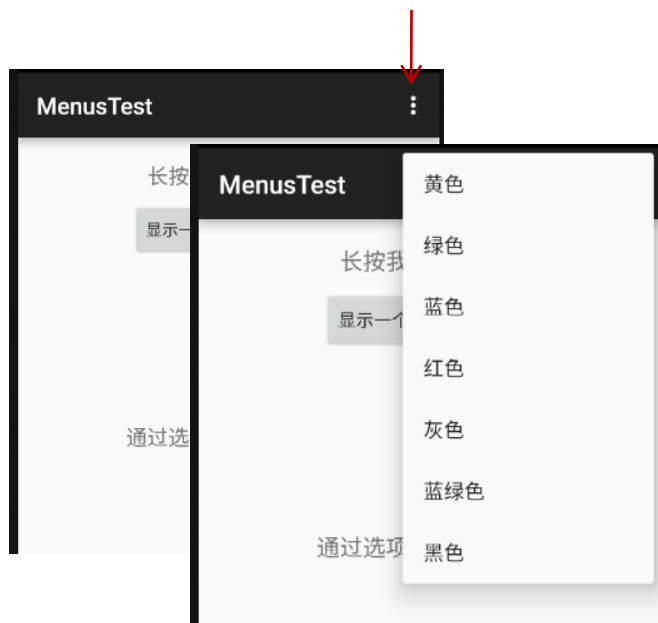 MenusTest
长按
显示一
通过选
MenusTest
长按我
显示一个
通过选项
黄色
绿色
蓝色
红色
灰色
蓝绿色
黑色